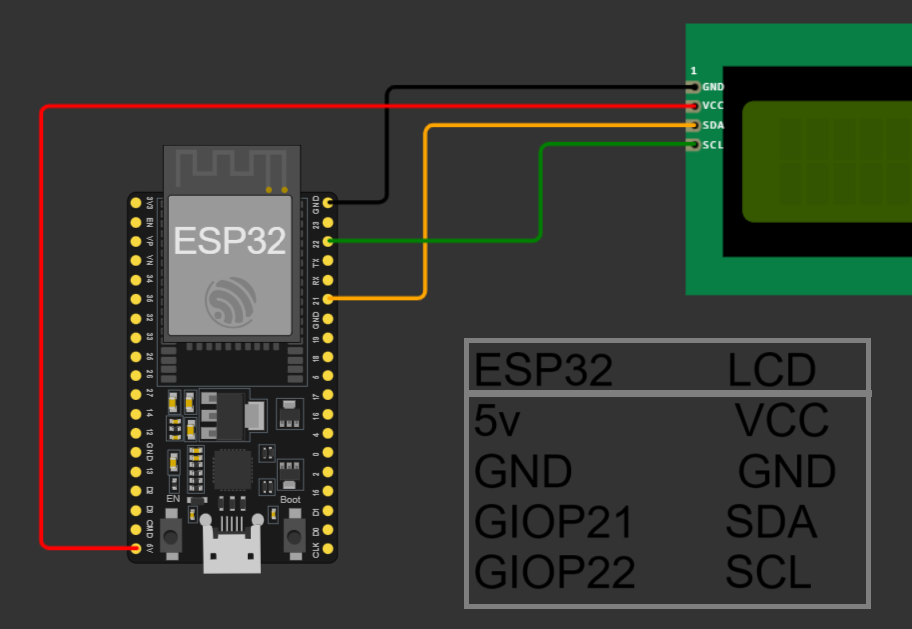 1
GND
VCC
SDA
SCL
ESP32
3V3
EN
VP
VN
34
35
32
33
25
26
27
14
12
GND
13
D2
D3
CMD
5V
GND
23
22
TX
RX
21
GND
19
18
5
17
16
4
0
2
15
D1
D0
CLK
EN
Boot
ESP32 LCD
5v VCC
GND GND
GIOP21 SDA
GIOP22 SCL